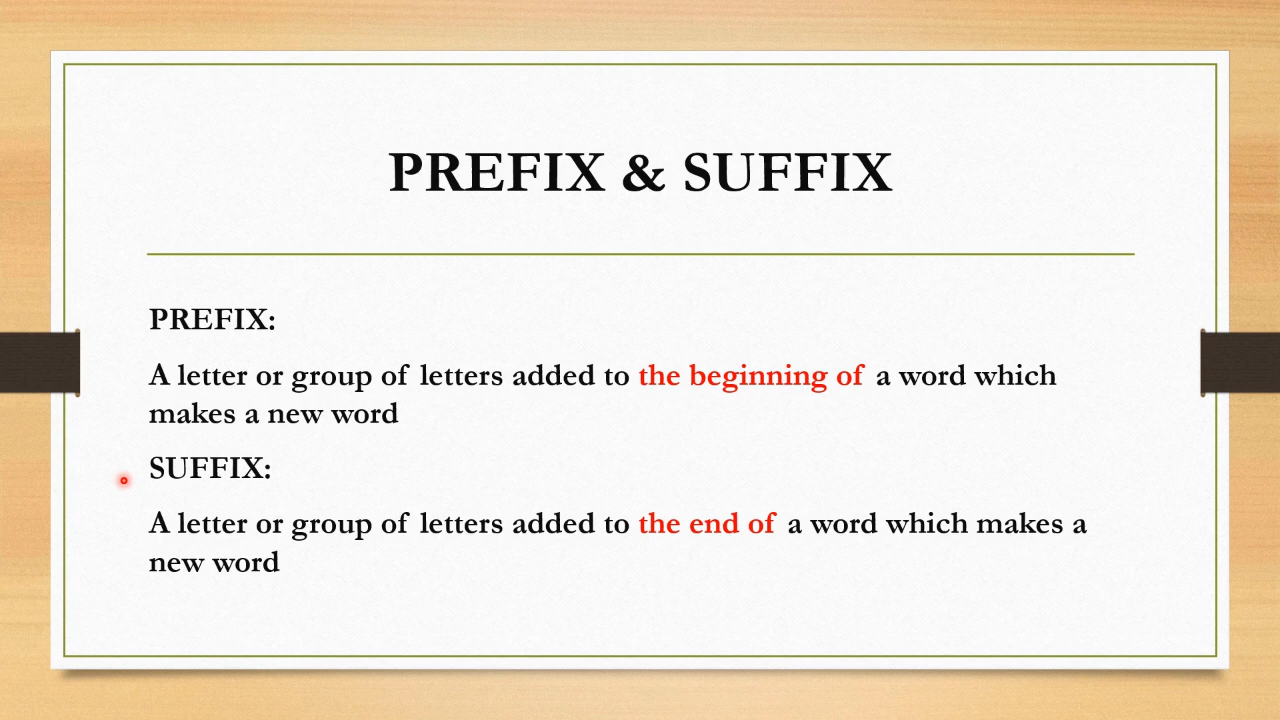 PREFIX & SUFFIX
PREFIX:
A letter or group of letters added to the beginning of a word which
makes a new word
SUFFIX:
A letter or group of letters added to the end of a word which makes a
new word